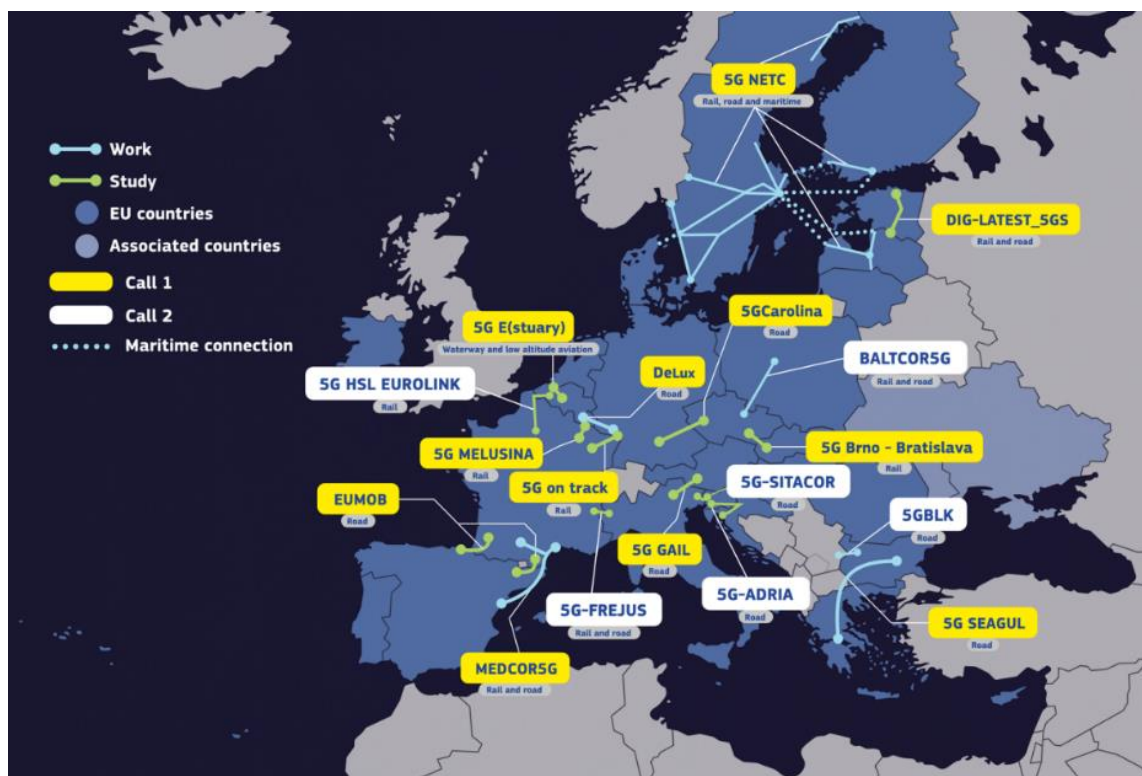 5G NETC
Rail, road and maritime
Work
Study
EU countries
Associated countries
Call 1
Call 2
Maritime connection
DIG-LATEST_5GS
Rail and road
5G E(stuary)
Waterway and low altitude aviation
5GCarolina
Road
5G HSL EUROLINK
Rail
DeLux
Road
BALTCOR5G
Rail and road
5G MELUSINA
Rail
5G Brno - Bratislava
Rail
EUMOB
Road
5G on track
Rail
5G-SITACOR
Road
5GBLK
Road
5G GAIL
Road
5G-FREJUS
Rail and road
5G-ADRIA
Road
5G SEAGUL
Road
MEDCOR5G
Rail and road